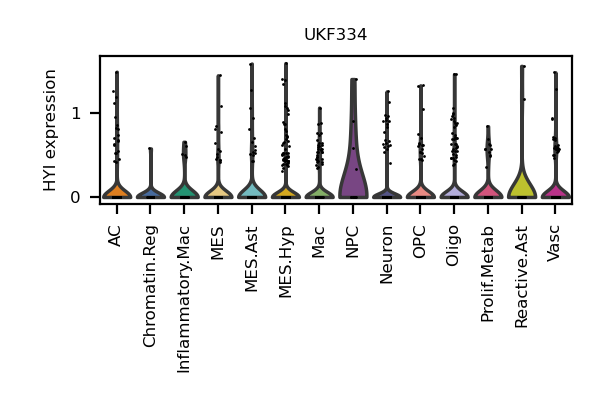 UKF334
HYI expression
1
0
AC
Chromatin.Reg
Inflammatory.Mac
MES
MES.Ast
MES.Hyp
Mac
NPC
Neuron
OPC
Oligo
Prolif.Metab
Reactive.Ast
Vasc